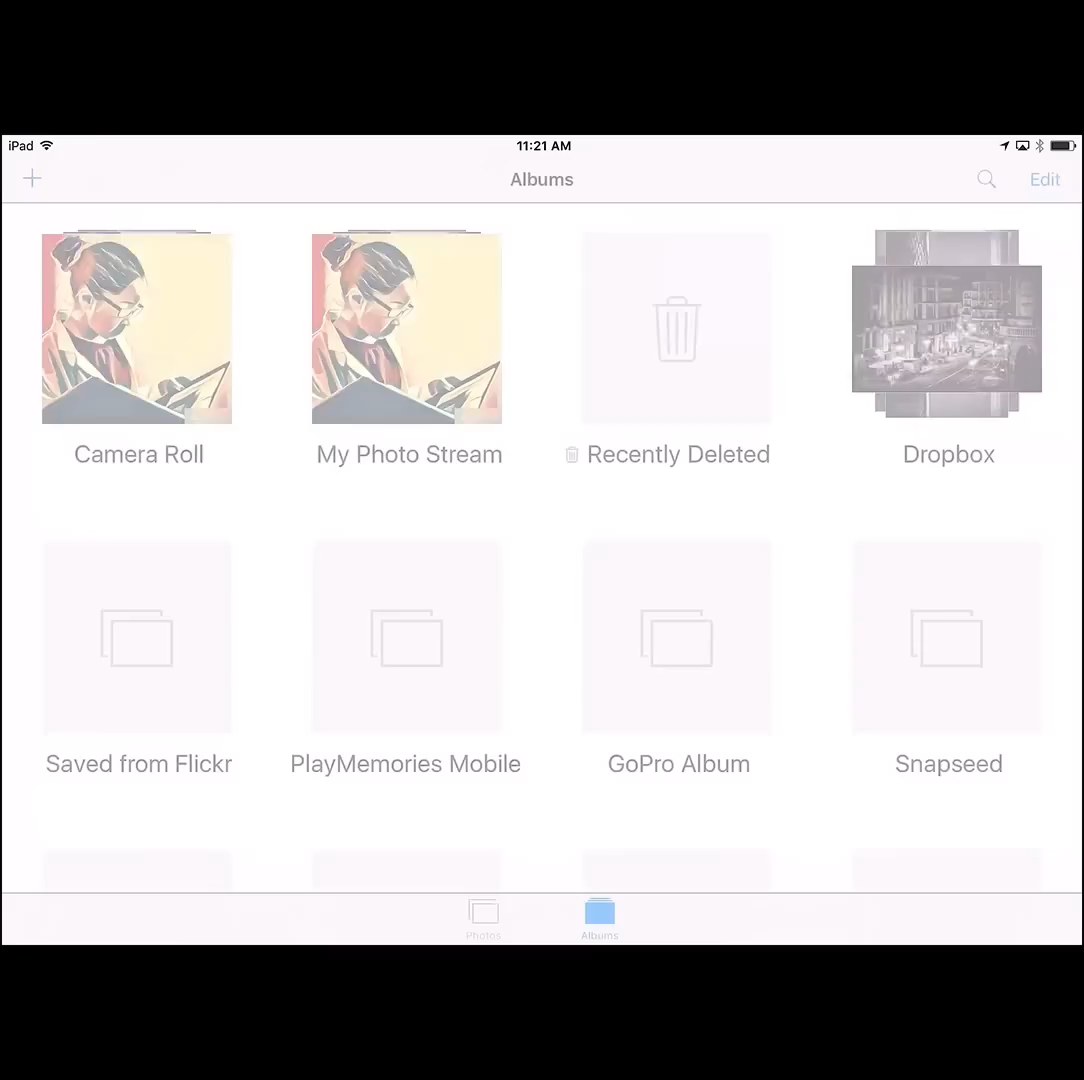 iPad 11:21 AM
Albums Edit
Camera Roll My Photo Stream Recently Deleted Dropbox
Saved from Flickr PlayMemories Mobile GoPro Album Snapseed
Photos Albums